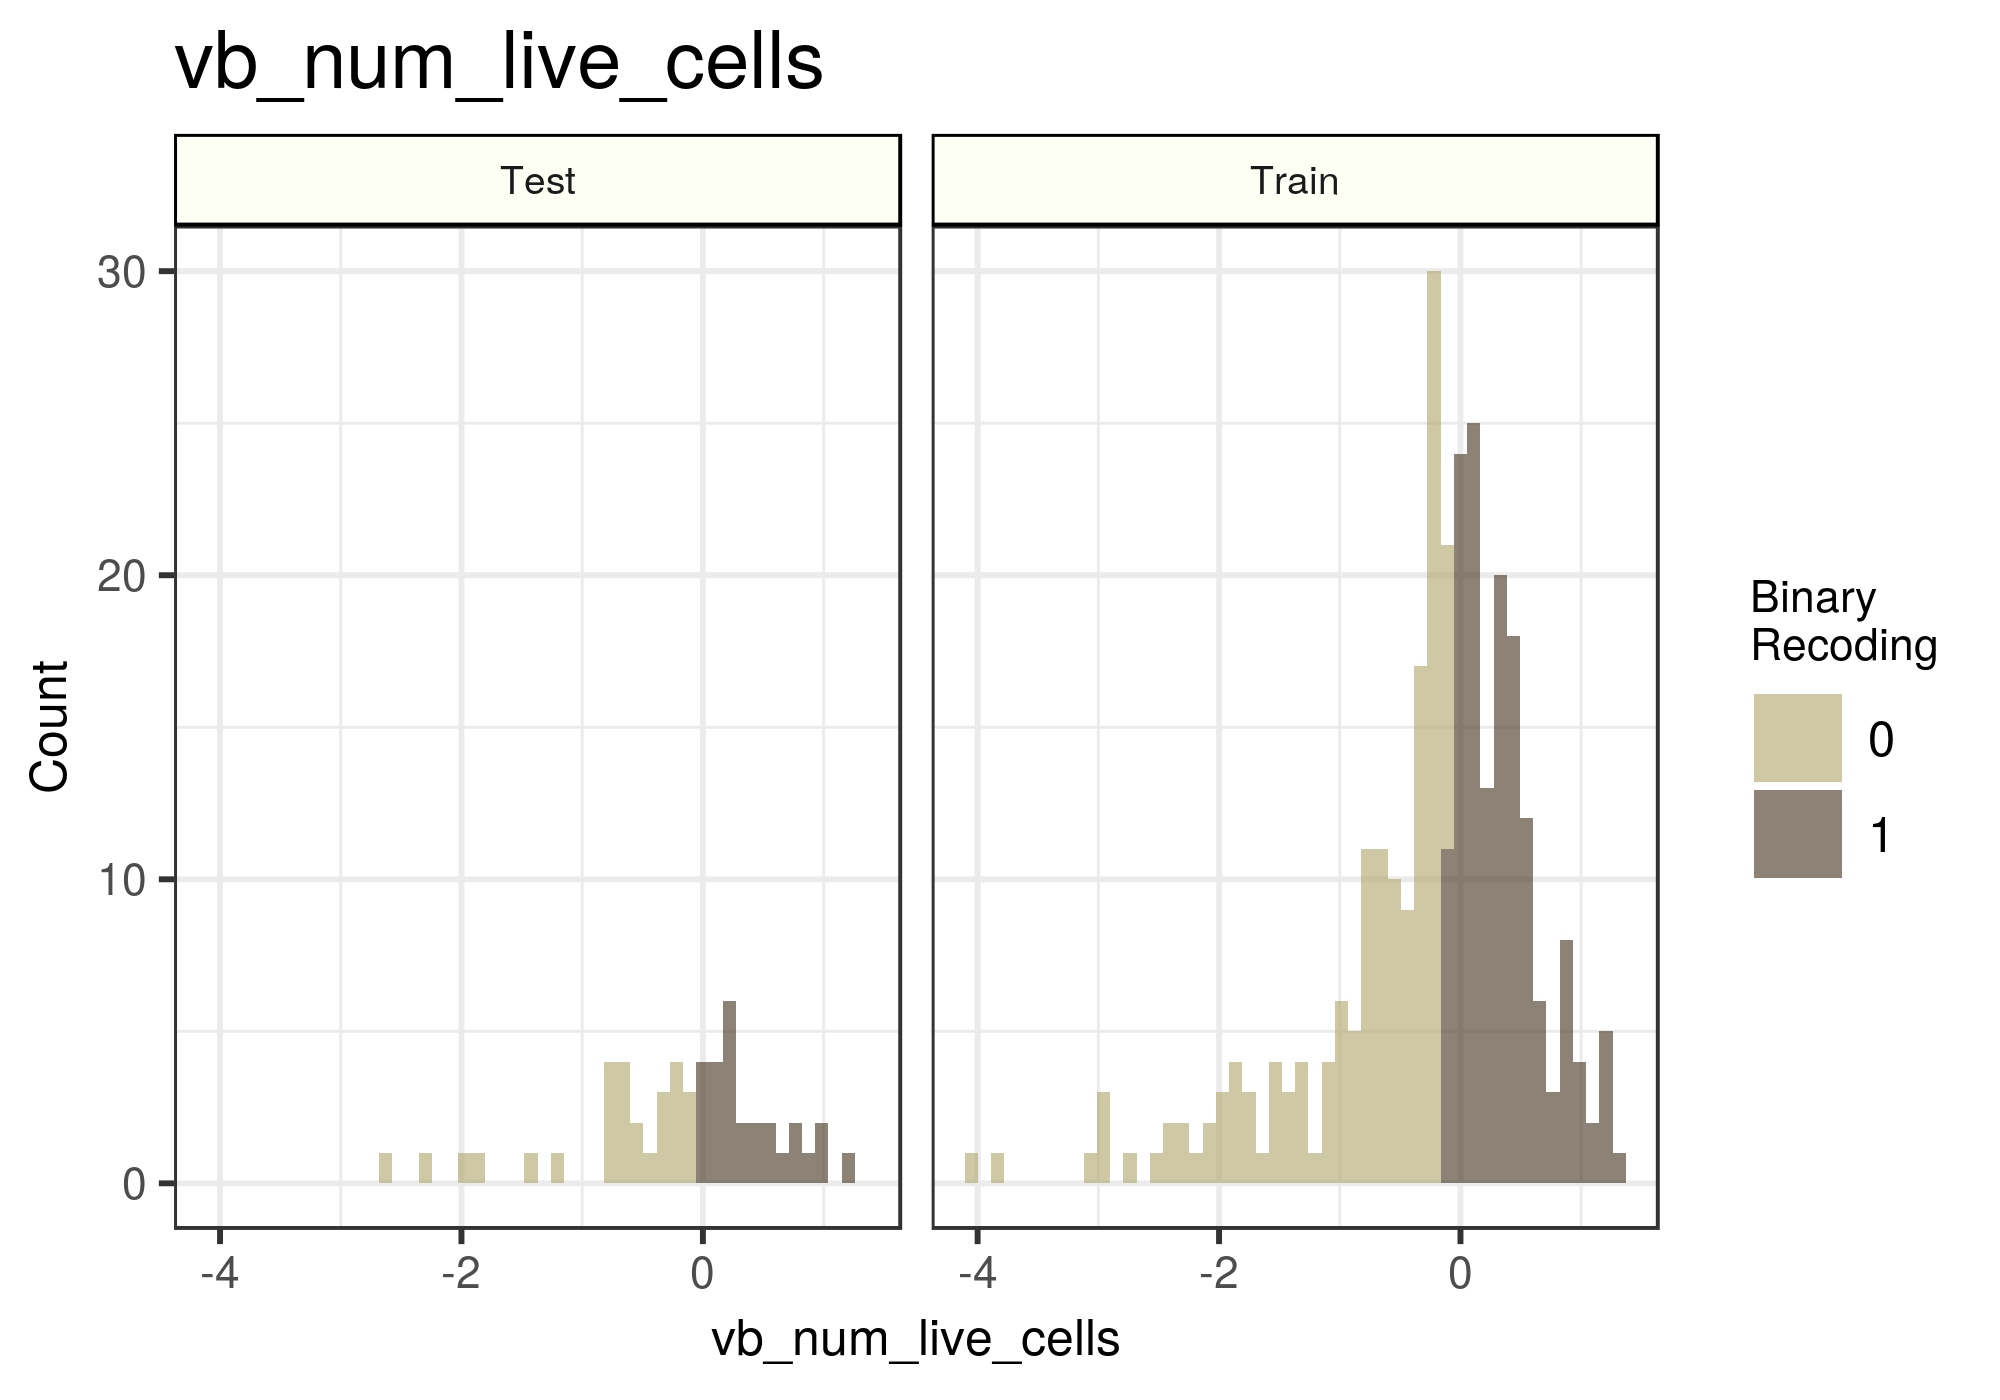 vb_num_live_cells
Test
Train
30
20
10
0
Count
-4
-2
0
-4
-2
0
vb_num_live_cells
Binary
Recoding
0
1